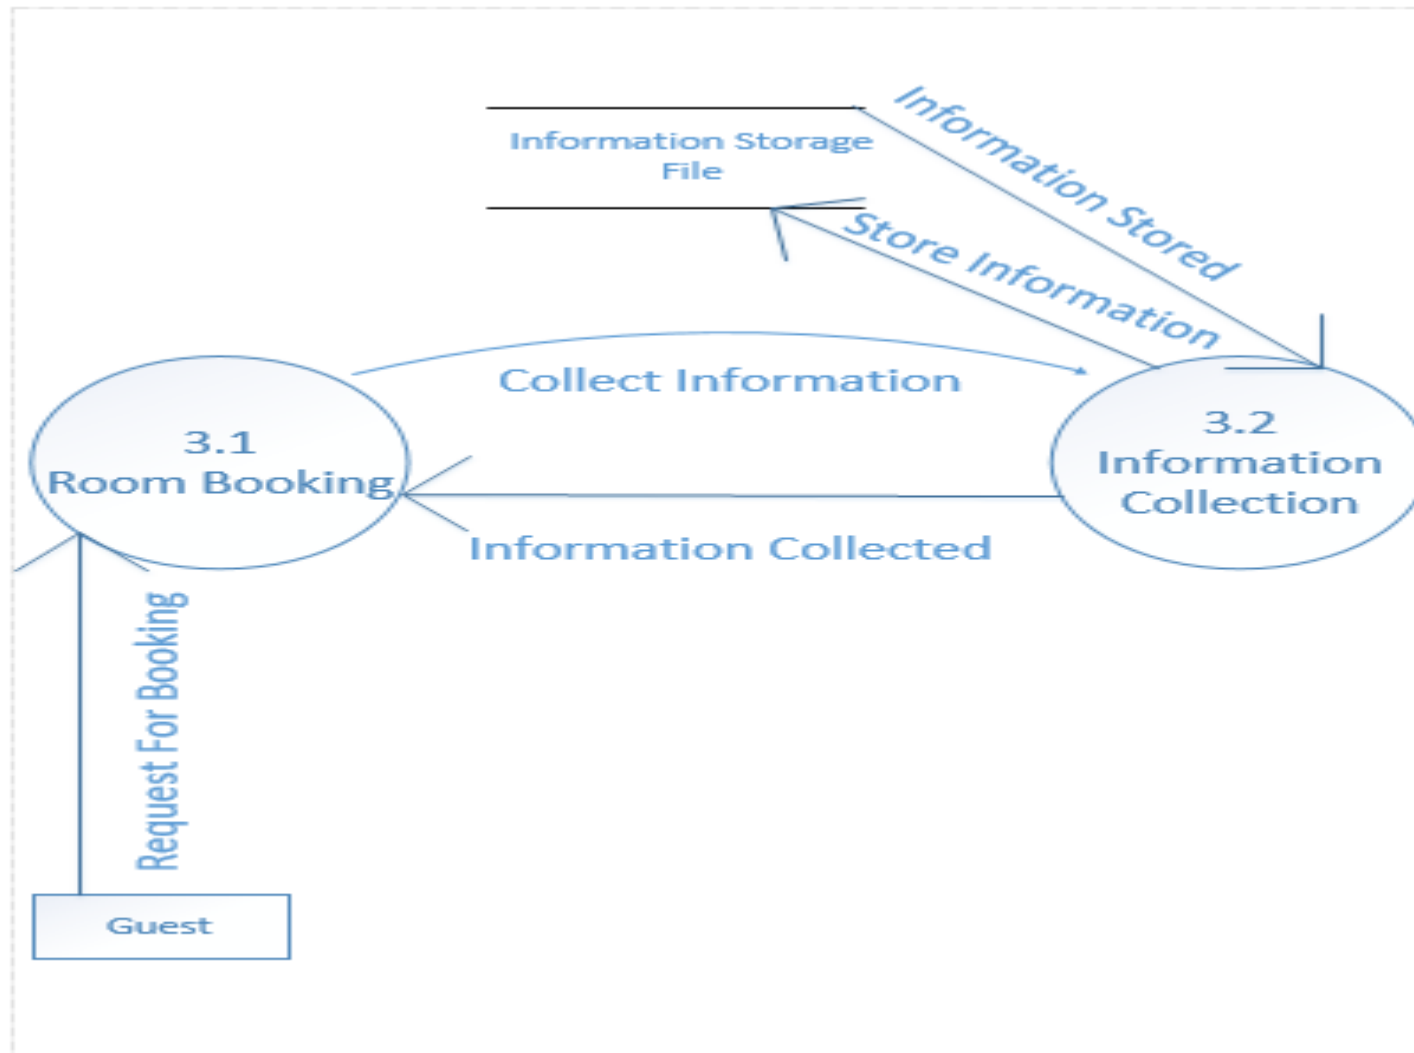 Information Storage
File
Information Stored
Store Information
Collect Information
3.1
Room Booking
3.2
Information
Collection
Information Collected
Request For Booking
Guest